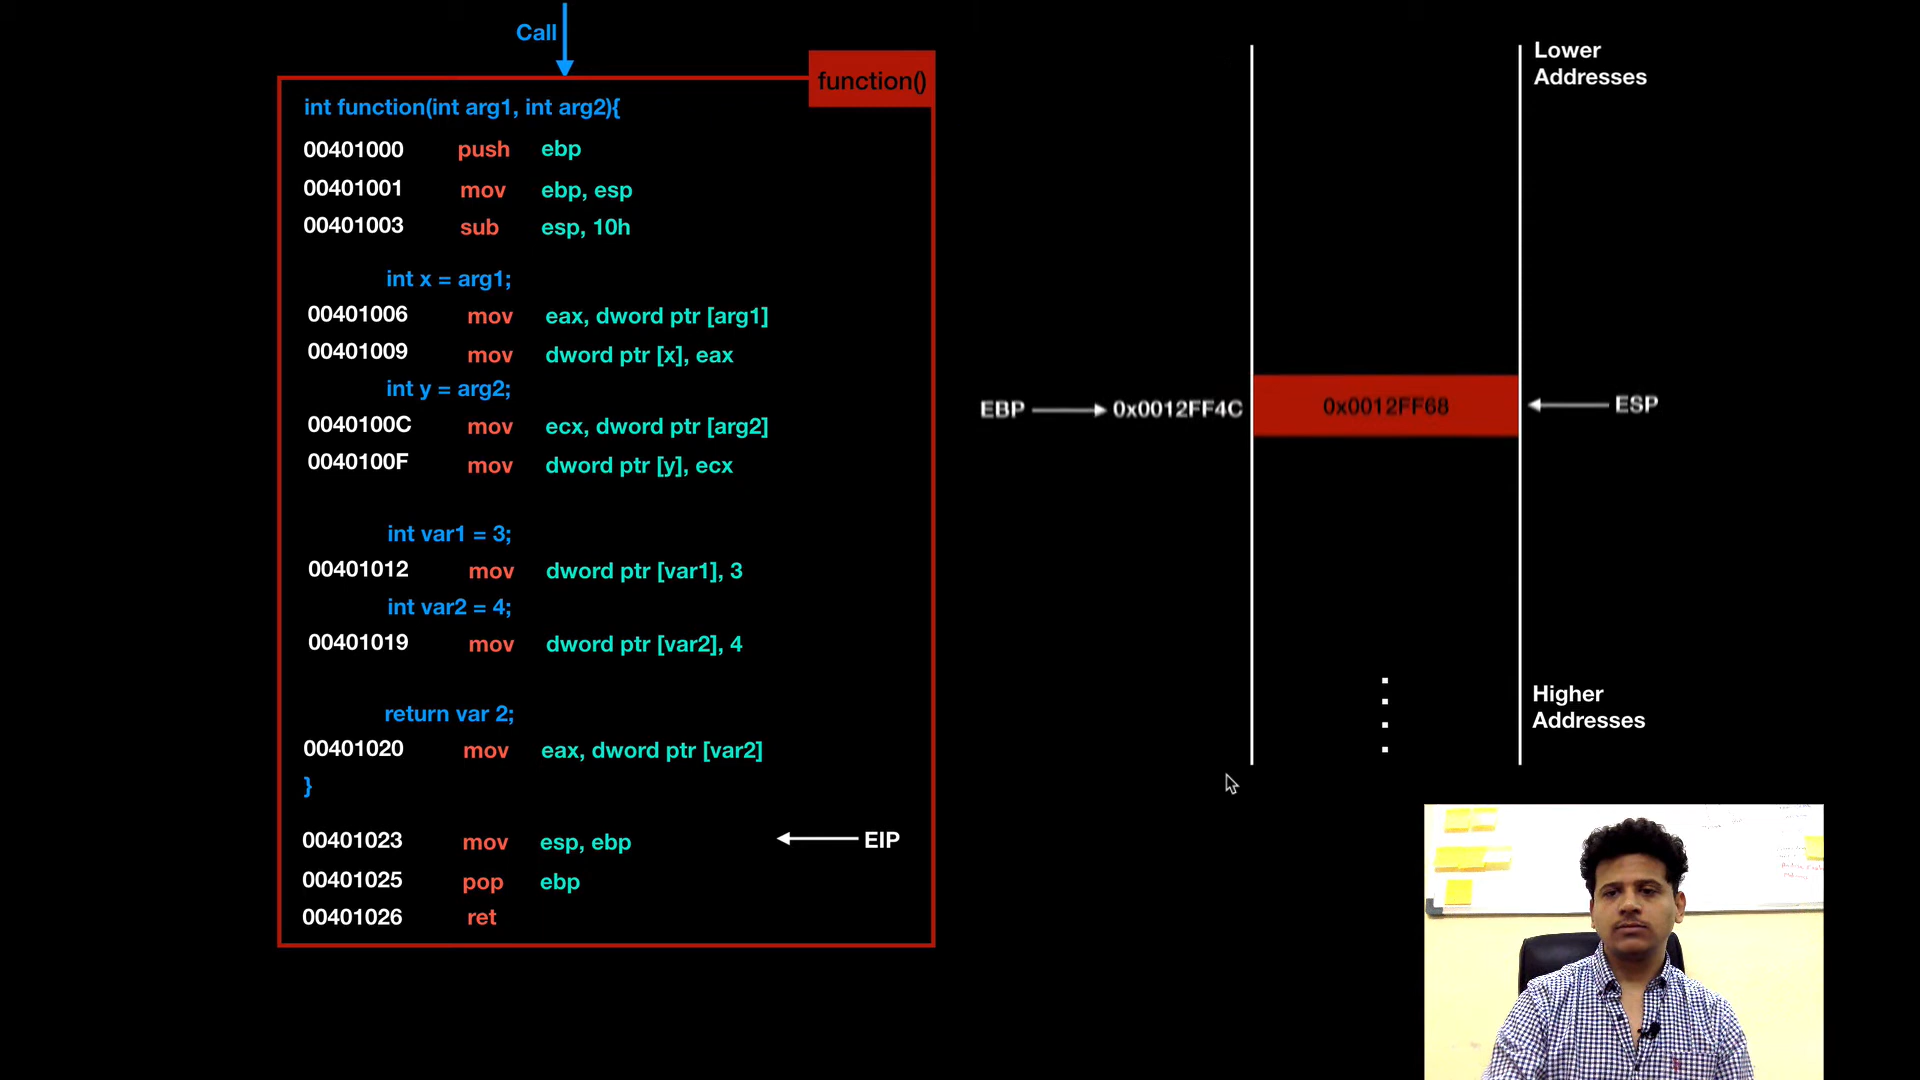 Call
function()
int function(int arg1, int arg2){
00401000 push ebp
00401001 mov ebp, esp
00401003 sub esp, 10h
int x = arg1;
00401006 mov eax, dword ptr [arg1]
00401009 mov dword ptr [x], eax
int y = arg2;
0040100C mov ecx, dword ptr [arg2]
0040100F mov dword ptr [y], ecx
int var1 = 3;
00401012 mov dword ptr [var1], 3
int var2 = 4;
00401019 mov dword ptr [var2], 4
return var 2;
00401020 mov eax, dword ptr [var2]
}
00401023 mov esp, ebp
EIP
00401025 pop ebp
00401026 ret
Lower
Addresses
EBP 0x0012FF4C 0x0012FF68 ESP
Higher
Addresses